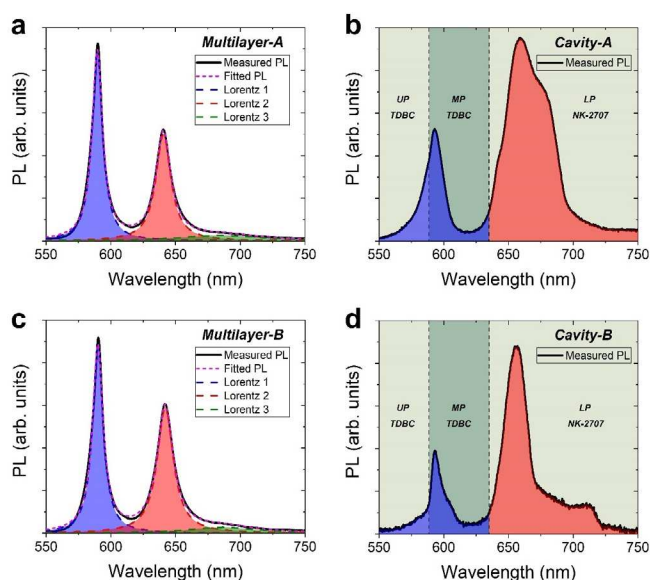 a
Multilayer-A
Measured PL
Fitted PL
Lorentz 1
Lorentz 2
Lorentz 3
PL (arb. units)
550 600 650 700 750
Wavelength (nm)
b
Cavity-A
Measured PL
UP
TDBC
MP
TDBC
LP
NK-2707
PL (arb. units)
550 600 650 700 750
Wavelength (nm)
c
Multilayer-B
Measured PL
Fitted PL
Lorentz 1
Lorentz 2
Lorentz 3
PL (arb. units)
550 600 650 700 750
Wavelength (nm)
d
Cavity-B
Measured PL
UP
TDBC
MP
TDBC
LP
NK-2707
PL (arb. units)
550 600 650 700 750
Wavelength (nm)